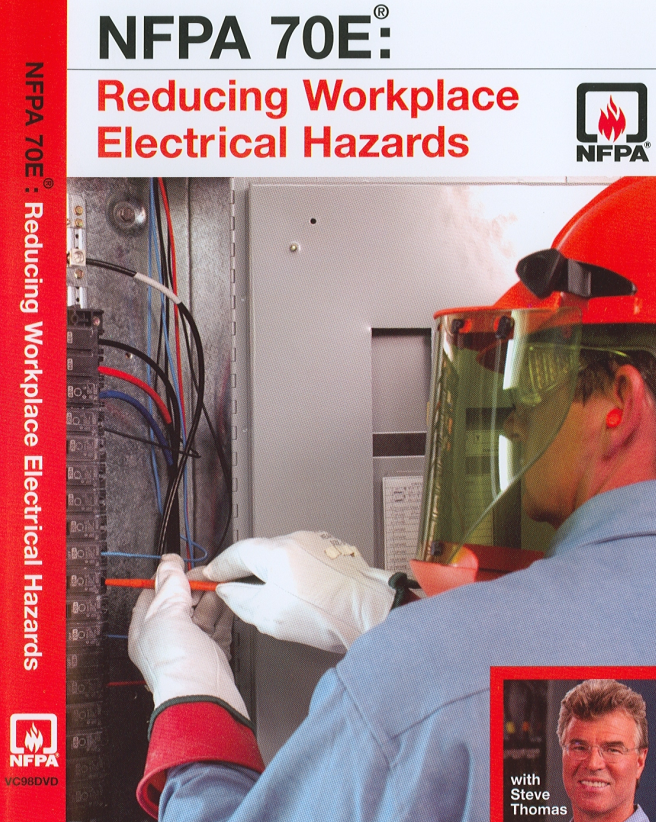 NFPA 70E®:
Reducing Workplace
Electrical Hazards
NFPA®
NFPA 70E®: Reducing Workplace Electrical Hazards
NFPA®
VC98DVD
with
Steve
Thomas